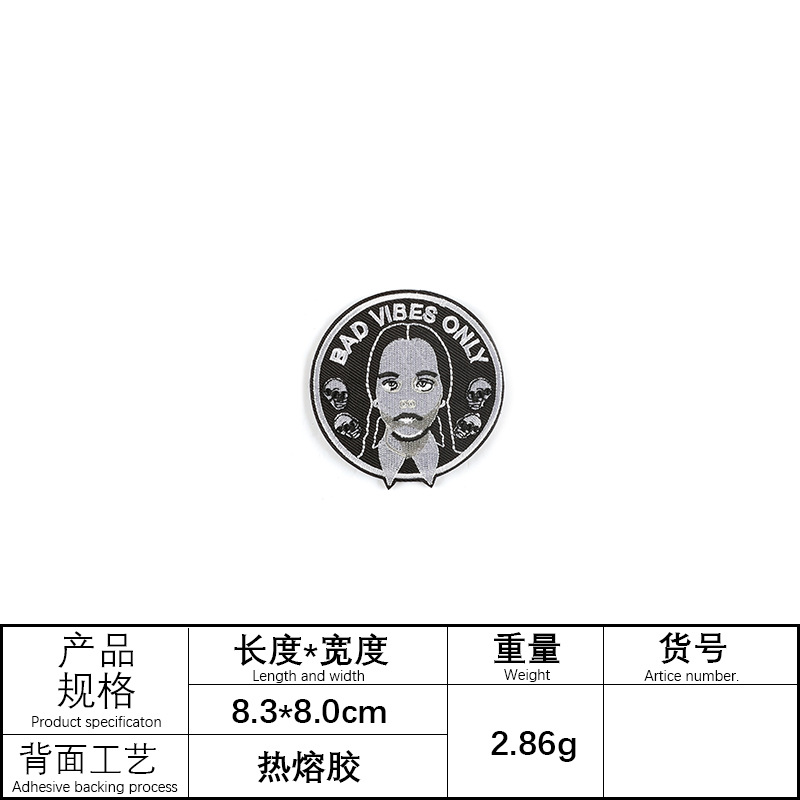 BAD VIBES ONLY
产品
规格
Product specificaton
长度*宽度
Length and width
重量
Weight
货号
Artice number.
8.3*8.0cm
2.86g
背面工艺
Adhesive backing process
热熔胶